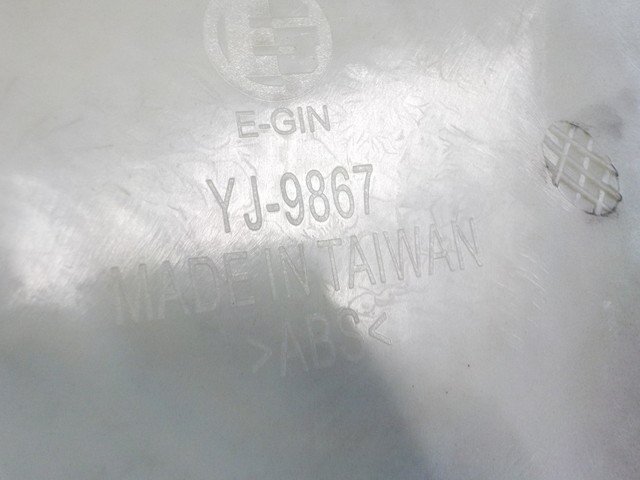 E-GIN
YJ-9867
MADE IN TAIWAN
>ABS<